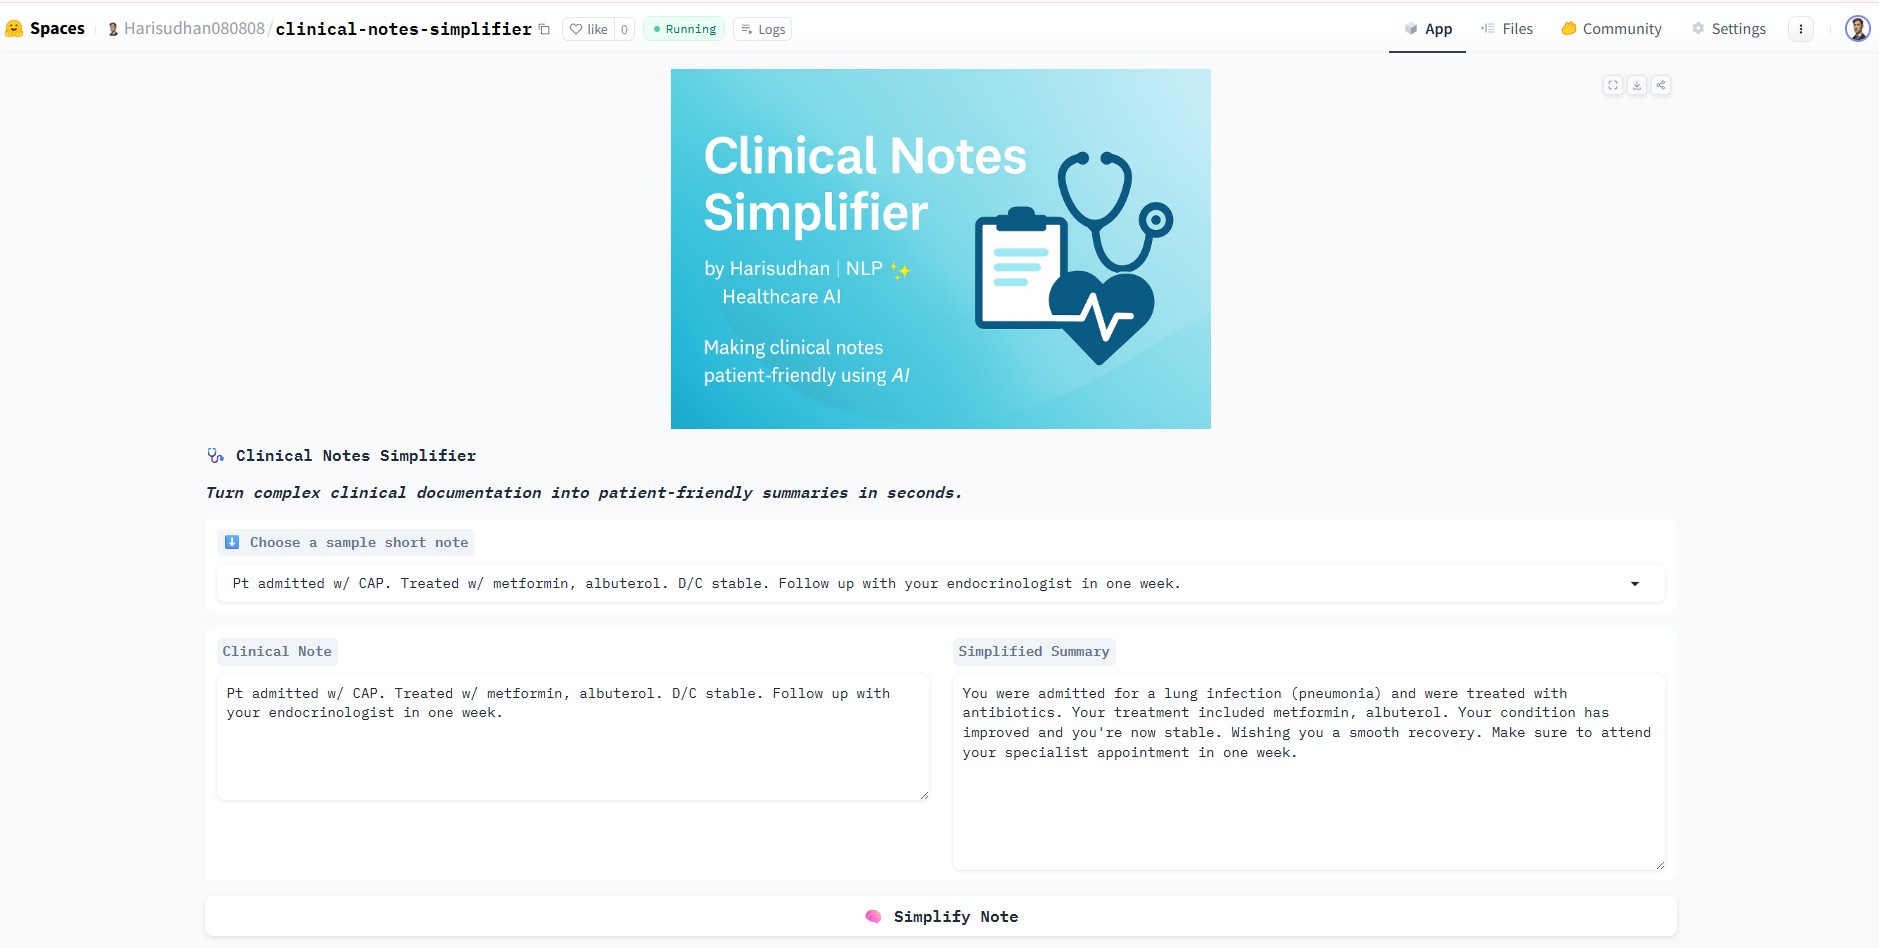 Spaces
Harisudhan080808/clinical-notes-simplifier
like 0
Running
Logs
App
Files
Community
Settings
Clinical Notes
Simplifier
by Harisudhan | NLP
Healthcare AI
Making clinical notes
patient-friendly using AI
Clinical Notes Simplifier
Turn complex clinical documentation into patient-friendly summaries in seconds.
Choose a sample short note
Pt admitted w/ CAP. Treated w/ metformin, albuterol. D/C stable. Follow up with your endocrinologist in one week.
Clinical Note
Pt admitted w/ CAP. Treated w/ metformin, albuterol. D/C stable. Follow up with
your endocrinologist in one week.
Simplified Summary
You were admitted for a lung infection (pneumonia) and were treated with
antibiotics. Your treatment included metformin, albuterol. Your condition has
improved and you're now stable. Wishing you a smooth recovery. Make sure to attend
your specialist appointment in one week.
Simplify Note